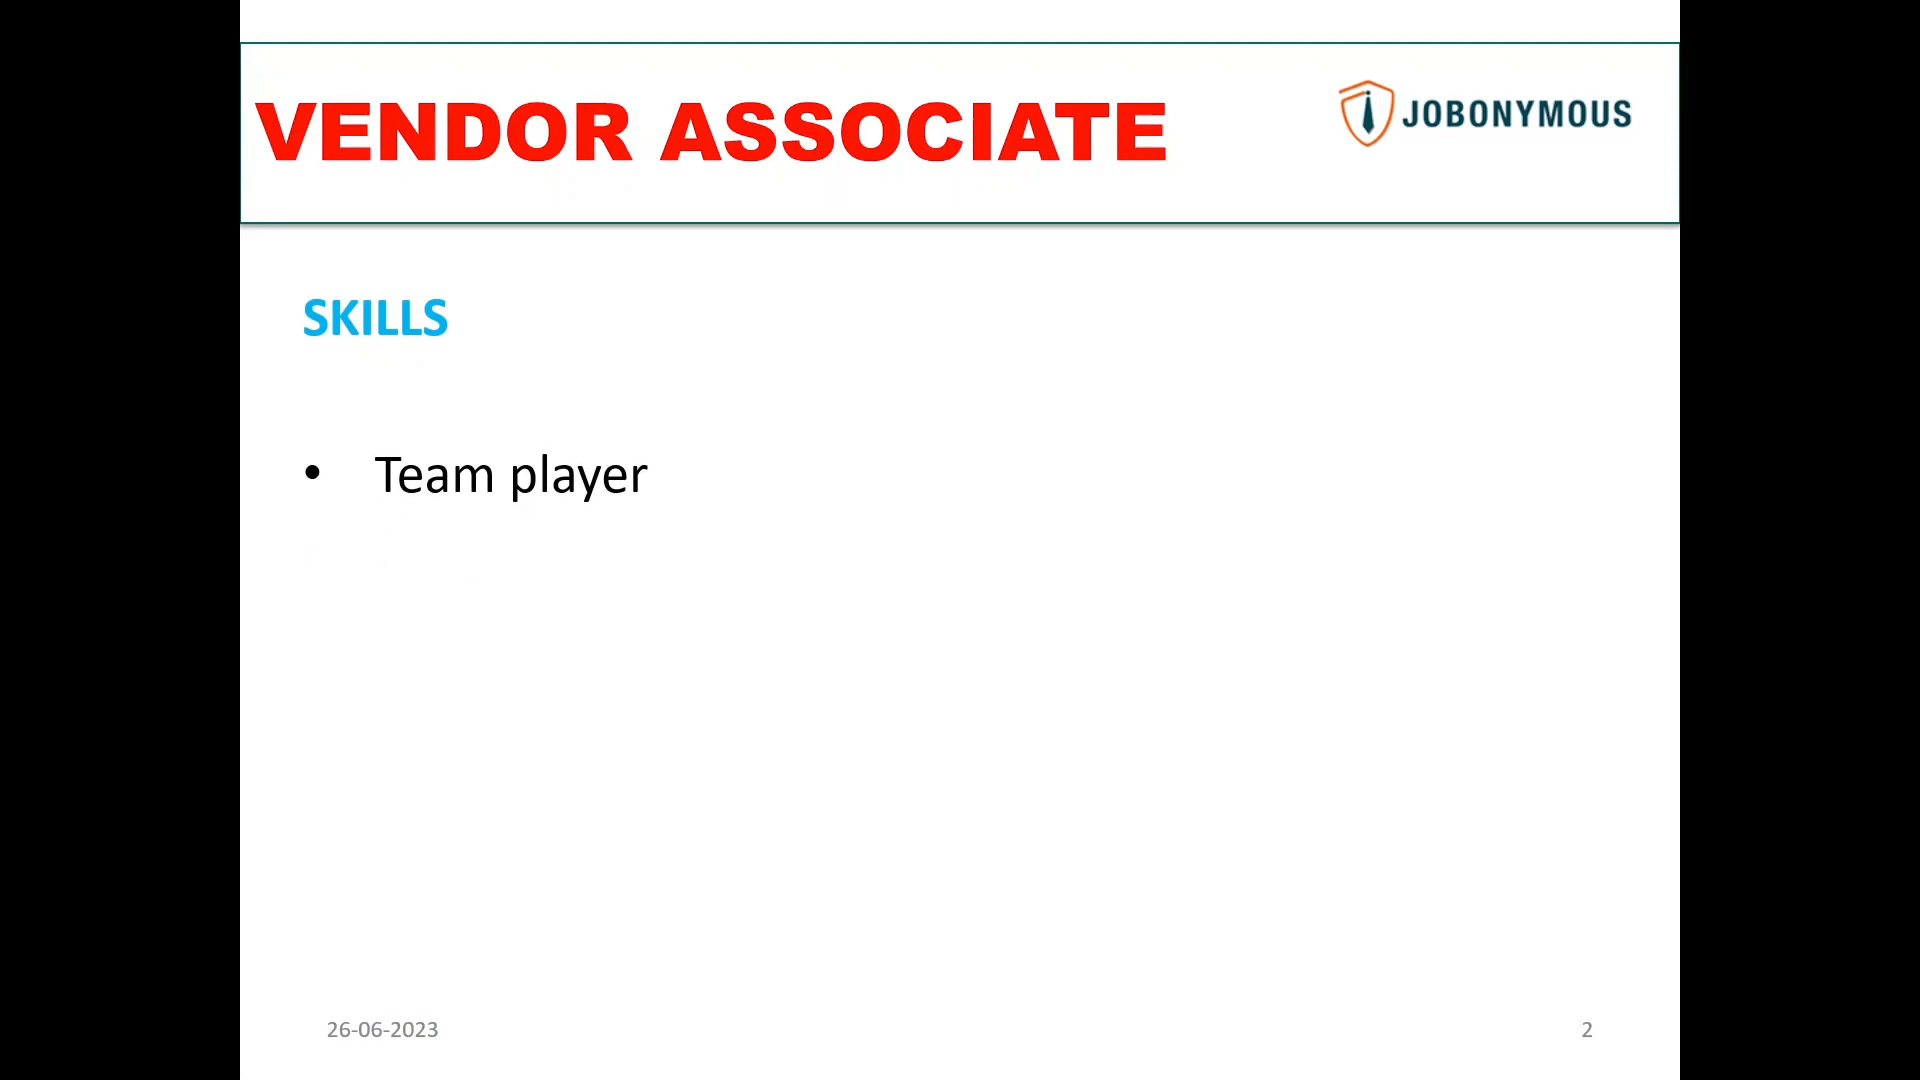 VENDOR ASSOCIATE
JOBONYMOUS
SKILLS
• Team player
26-06-2023
2